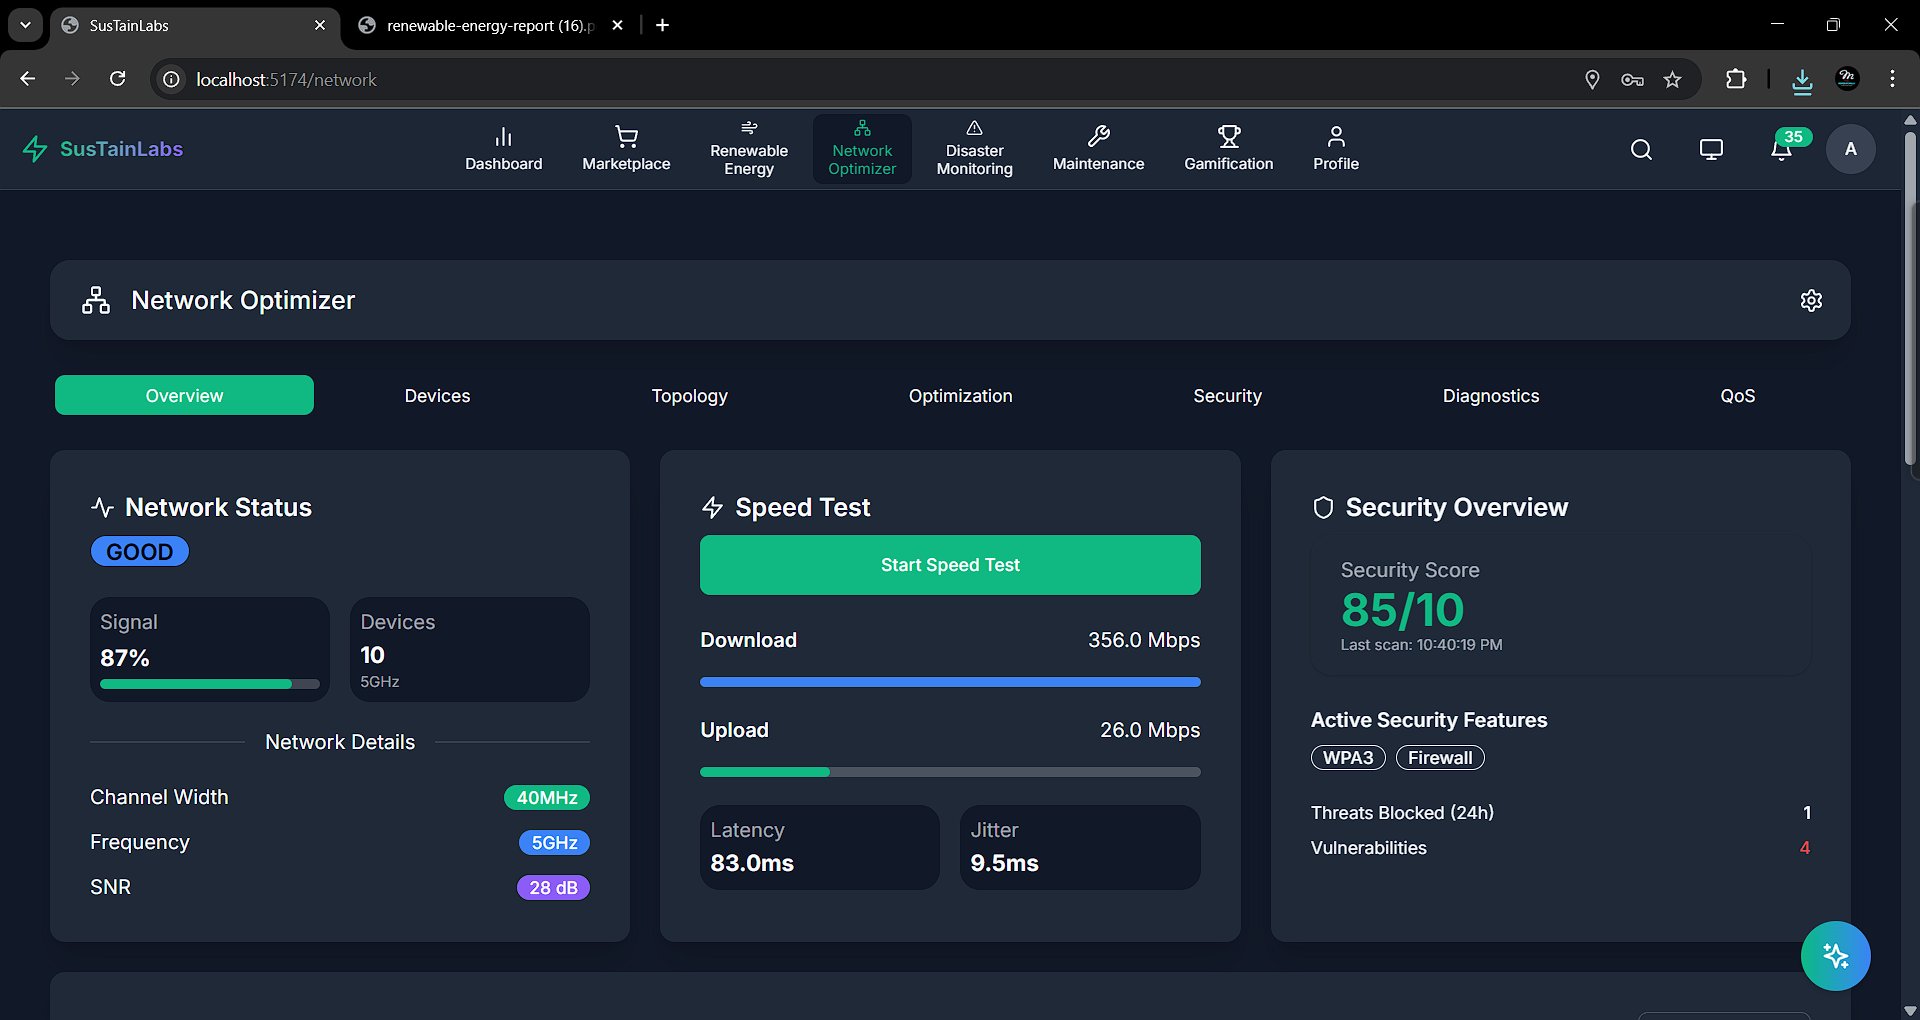 SusTainLabs
renewable-energy-report (16).p
localhost:5174/network
SusTainLabs
Dashboard
Marketplace
Renewable
Energy
Network
Optimizer
Disaster
Monitoring
Maintenance
Gamification
Profile
35
A
Network Optimizer
Overview
Devices
Topology
Optimization
Security
Diagnostics
QoS
Network Status
GOOD
Signal
87%
Devices
10
5GHz
Network Details
Channel Width
40MHz
Frequency
5GHz
SNR
28 dB
Speed Test
Start Speed Test
Download
356.0 Mbps
Upload
26.0 Mbps
Latency
83.0ms
Jitter
9.5ms
Security Overview
Security Score
85/10
Last scan: 10:40:19 PM
Active Security Features
WPA3
Firewall
Threats Blocked (24h)
1
Vulnerabilities
4